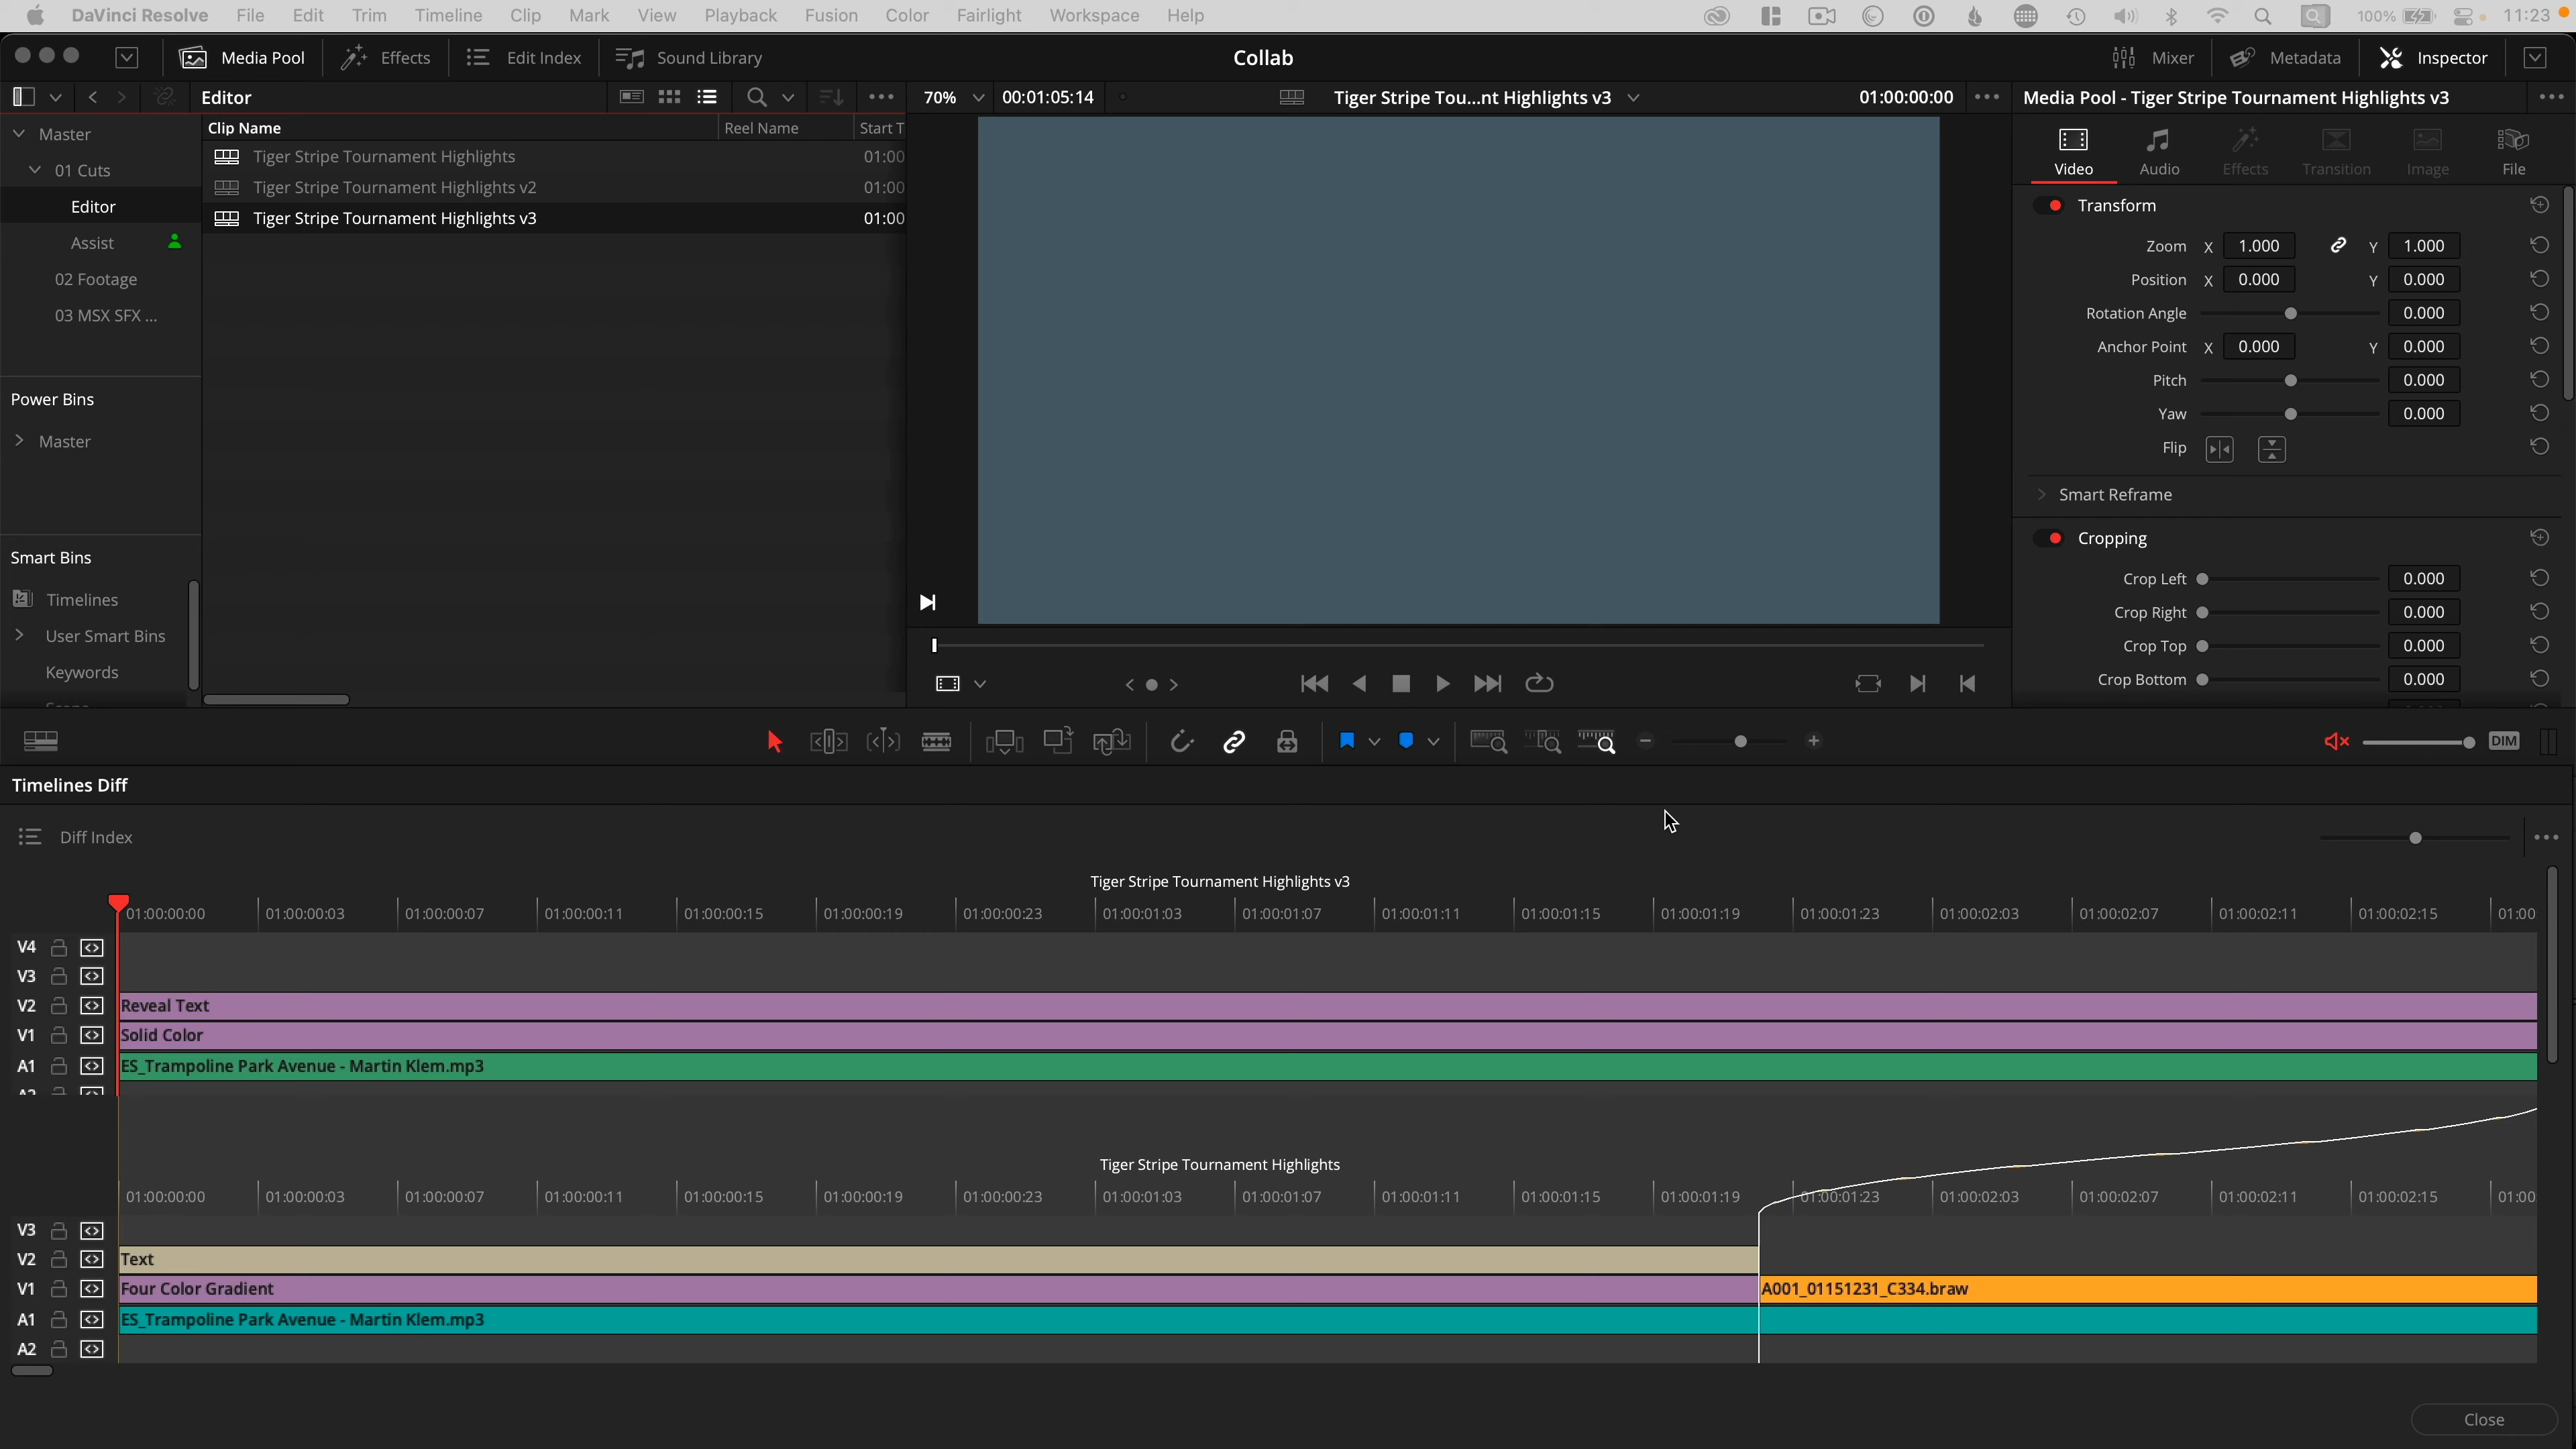 DaVinci Resolve File Edit Trim Timeline Clip Mark View Playback Fusion Color Fairlight Workspace Help 100% 11:23
Media Pool Effects Edit Index Sound Library Collab Mixer Metadata Inspector
Editor 70% 00:01:05:14 Tiger Stripe Tou...nt Highlights v3 01:00:00:00 Media Pool - Tiger Stripe Tournament Highlights v3
Master
01 Cuts
Editor
Assist
02 Footage
03 MSX SFX ...
Power Bins
Master
Smart Bins
Timelines
User Smart Bins
Keywords
Clip Name Reel Name Start T
Tiger Stripe Tournament Highlights 01:00
Tiger Stripe Tournament Highlights v2 01:00
Tiger Stripe Tournament Highlights v3 01:00
Video Audio Effects Transition Image File
Transform
Zoom X 1.000 Y 1.000
Position X 0.000 Y 0.000
Rotation Angle 0.000
Anchor Point X 0.000 Y 0.000
Pitch 0.000
Yaw 0.000
Flip
Smart Reframe
Cropping
Crop Left 0.000
Crop Right 0.000
Crop Top 0.000
Crop Bottom 0.000
DIM
Timelines Diff
Diff Index
Tiger Stripe Tournament Highlights v3
01:00:00:00 01:00:00:03 01:00:00:07 01:00:00:11 01:00:00:15 01:00:00:19 01:00:00:23 01:00:01:03 01:00:01:07 01:00:01:11 01:00:01:15 01:00:01:19 01:00:01:23 01:00:02:03 01:00:02:07 01:00:02:11 01:00:02:15 01:00
V4
V3
V2 Reveal Text
V1 Solid Color
A1 ES_Trampoline Park Avenue - Martin Klem.mp3
Tiger Stripe Tournament Highlights
01:00:00:00 01:00:00:03 01:00:00:07 01:00:00:11 01:00:00:15 01:00:00:19 01:00:00:23 01:00:01:03 01:00:01:07 01:00:01:11 01:00:01:15 01:00:01:19 01:00:01:23 01:00:02:03 01:00:02:07 01:00:02:11 01:00:02:15 01:00
V3
V2 Text
V1 Four Color Gradient A001_01151231_C334.braw
A1 ES_Trampoline Park Avenue - Martin Klem.mp3
A2
Close